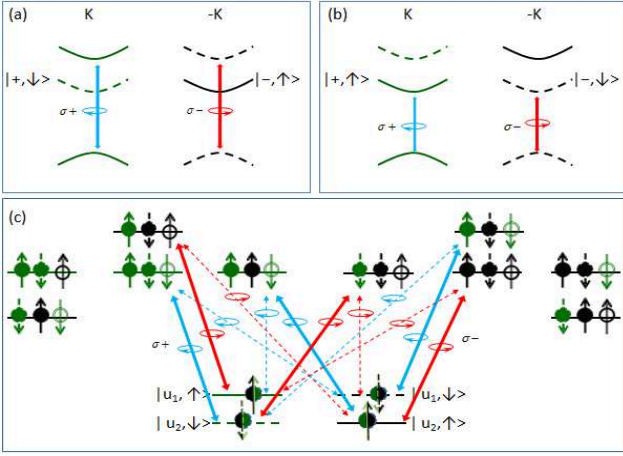 (a) K -K
|+,↓> |−,↑>
σ+ σ−
(b) K -K
|+,↑> |−,↓>
σ+ σ−
(c)
σ+ σ−
| u₁,↑> | u₁,↓>
| u₂,↓> | u₂,↑>